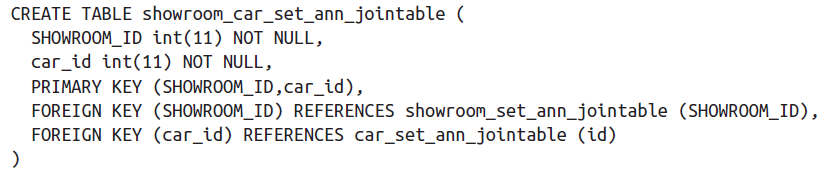 CREATE TABLE showroom_car_set_ann_jointable (
  SHOWROOM_ID int(11) NOT NULL,
  car_id int(11) NOT NULL,
  PRIMARY KEY (SHOWROOM_ID,car_id),
  FOREIGN KEY (SHOWROOM_ID) REFERENCES showroom_set_ann_jointable (SHOWROOM_ID),
  FOREIGN KEY (car_id) REFERENCES car_set_ann_jointable (id)
)